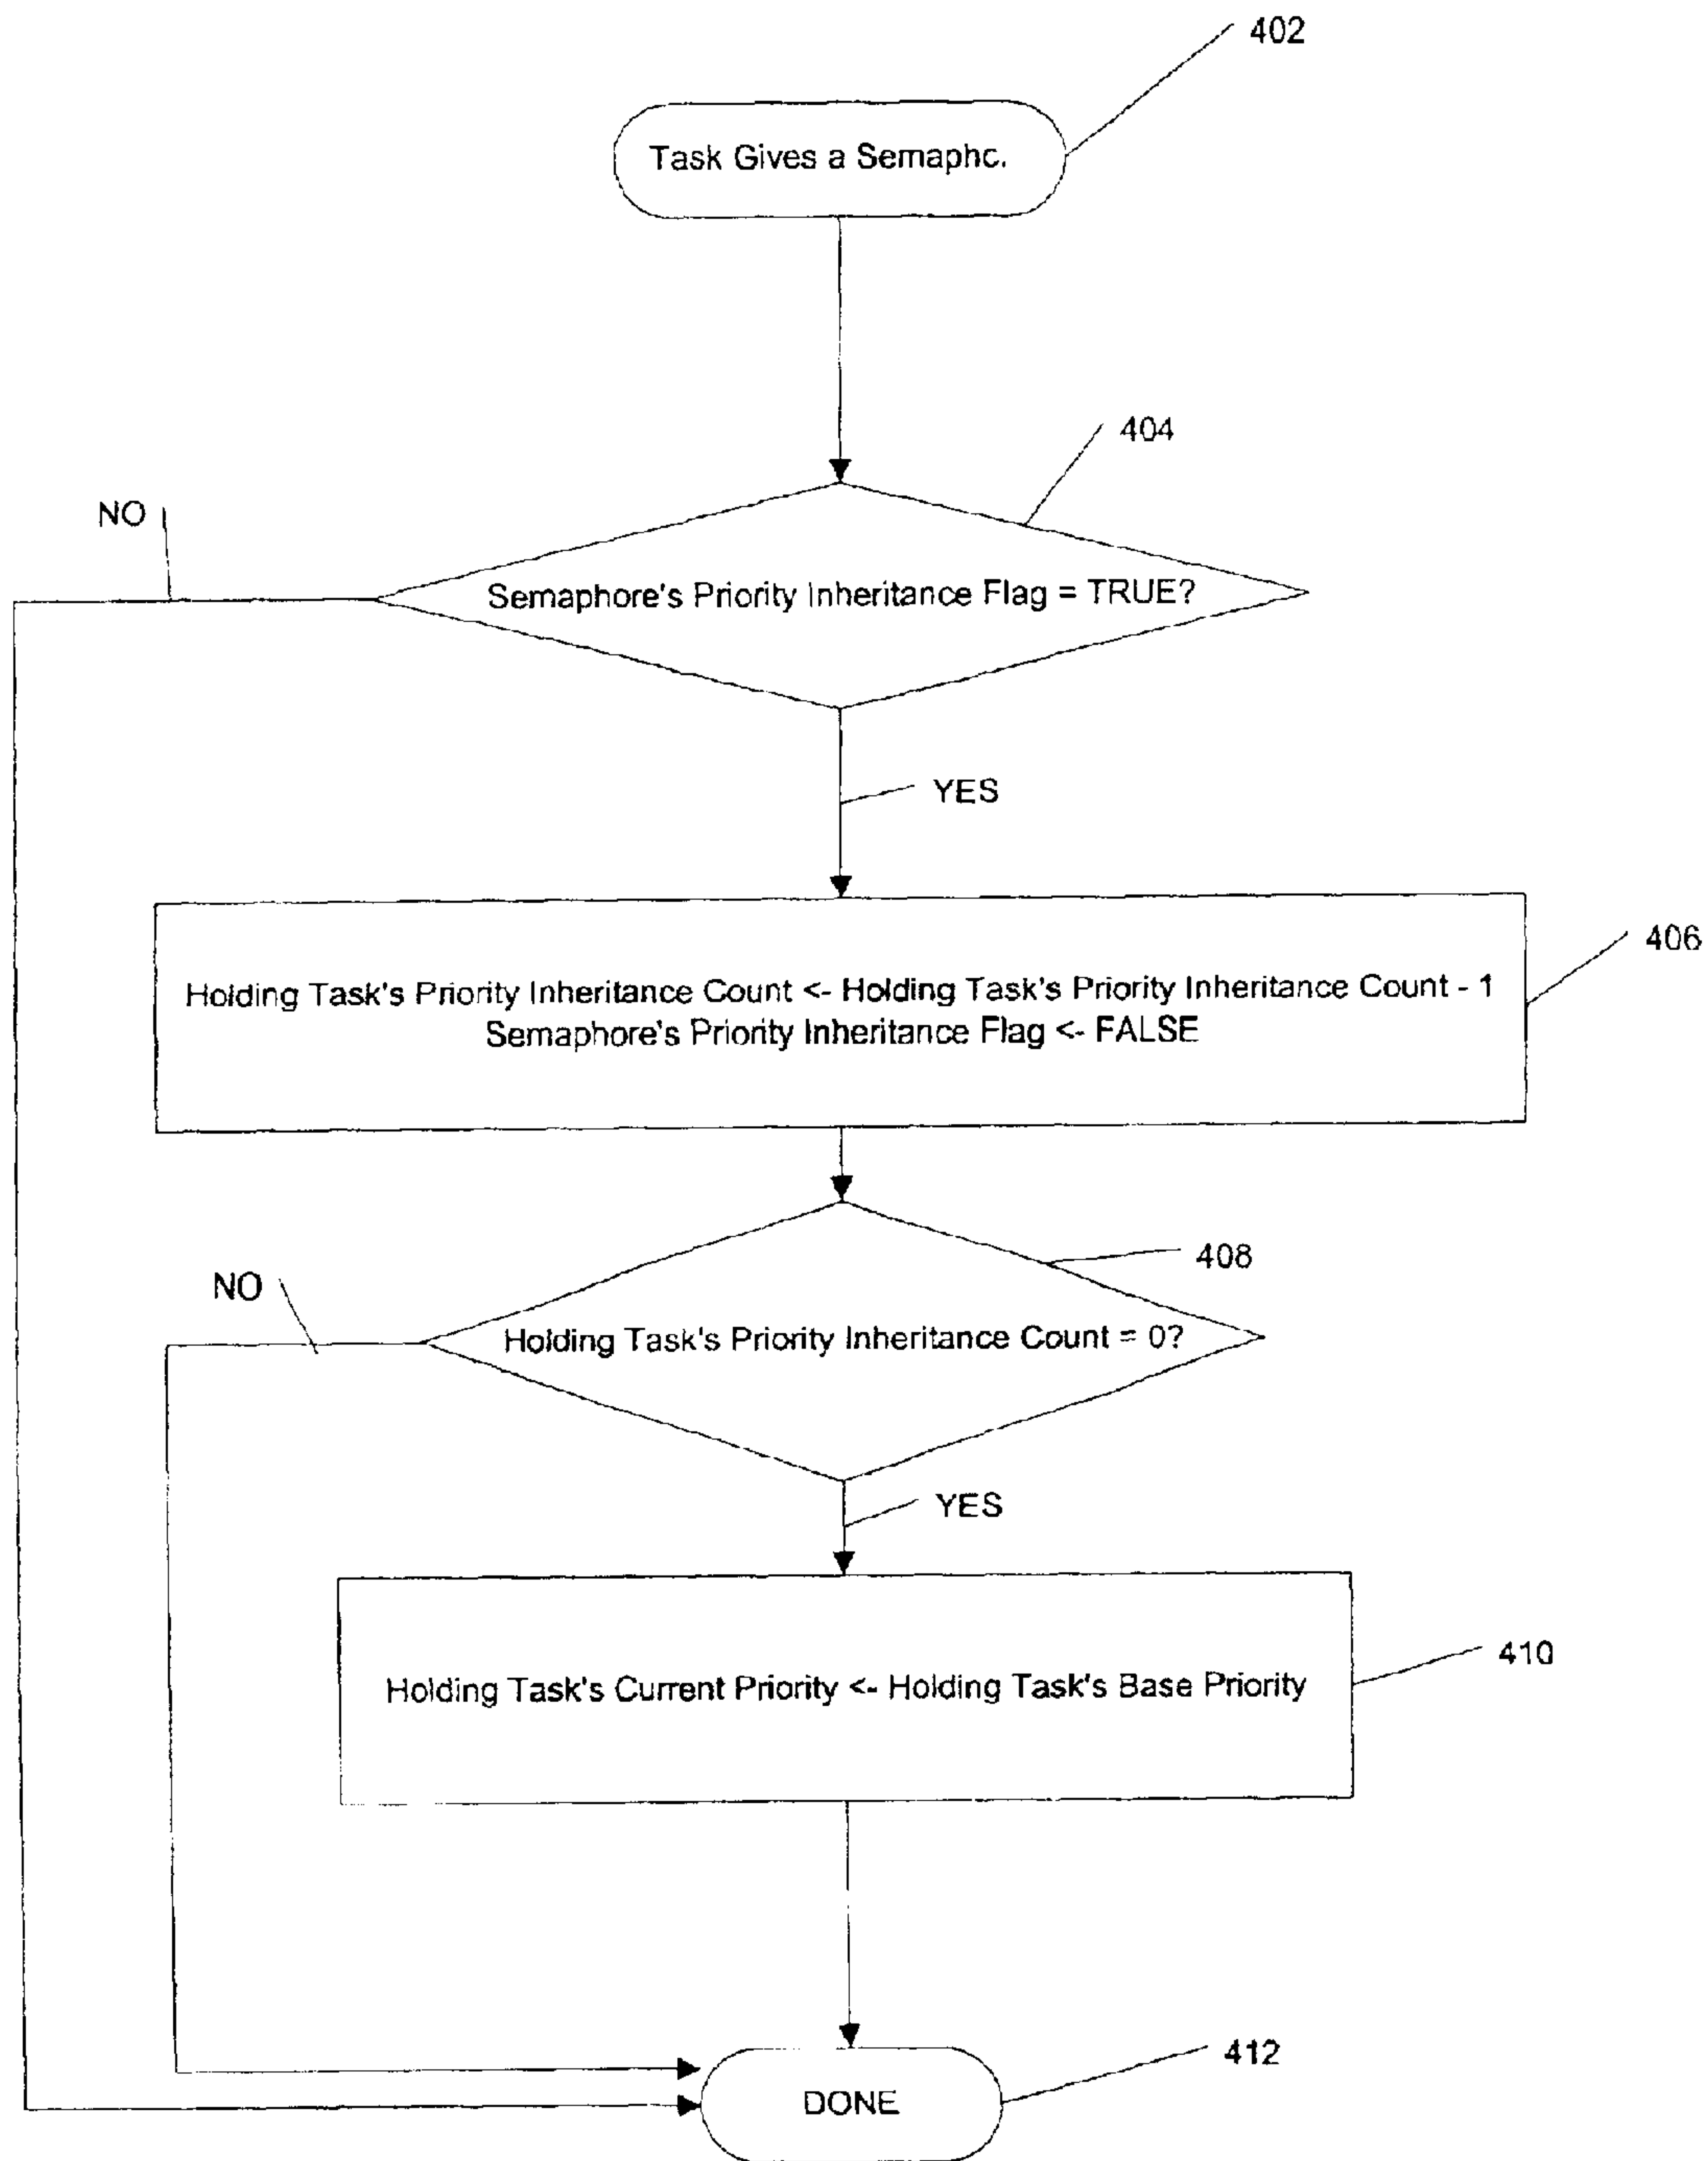 402
Task Gives a Semaphc.
404
NO
Semaphore's Priority Inheritance Flag = TRUE?
YES
406
Holding Task's Priority Inheritance Count <- Holding Task's Priority Inheritance Count - 1
Semaphore's Priority Inheritance Flag <- FALSE
408
NO
Holding Task's Priority Inheritance Count = 0?
YES
410
Holding Task's Current Priority <- Holding Task's Base Priority
412
DONE